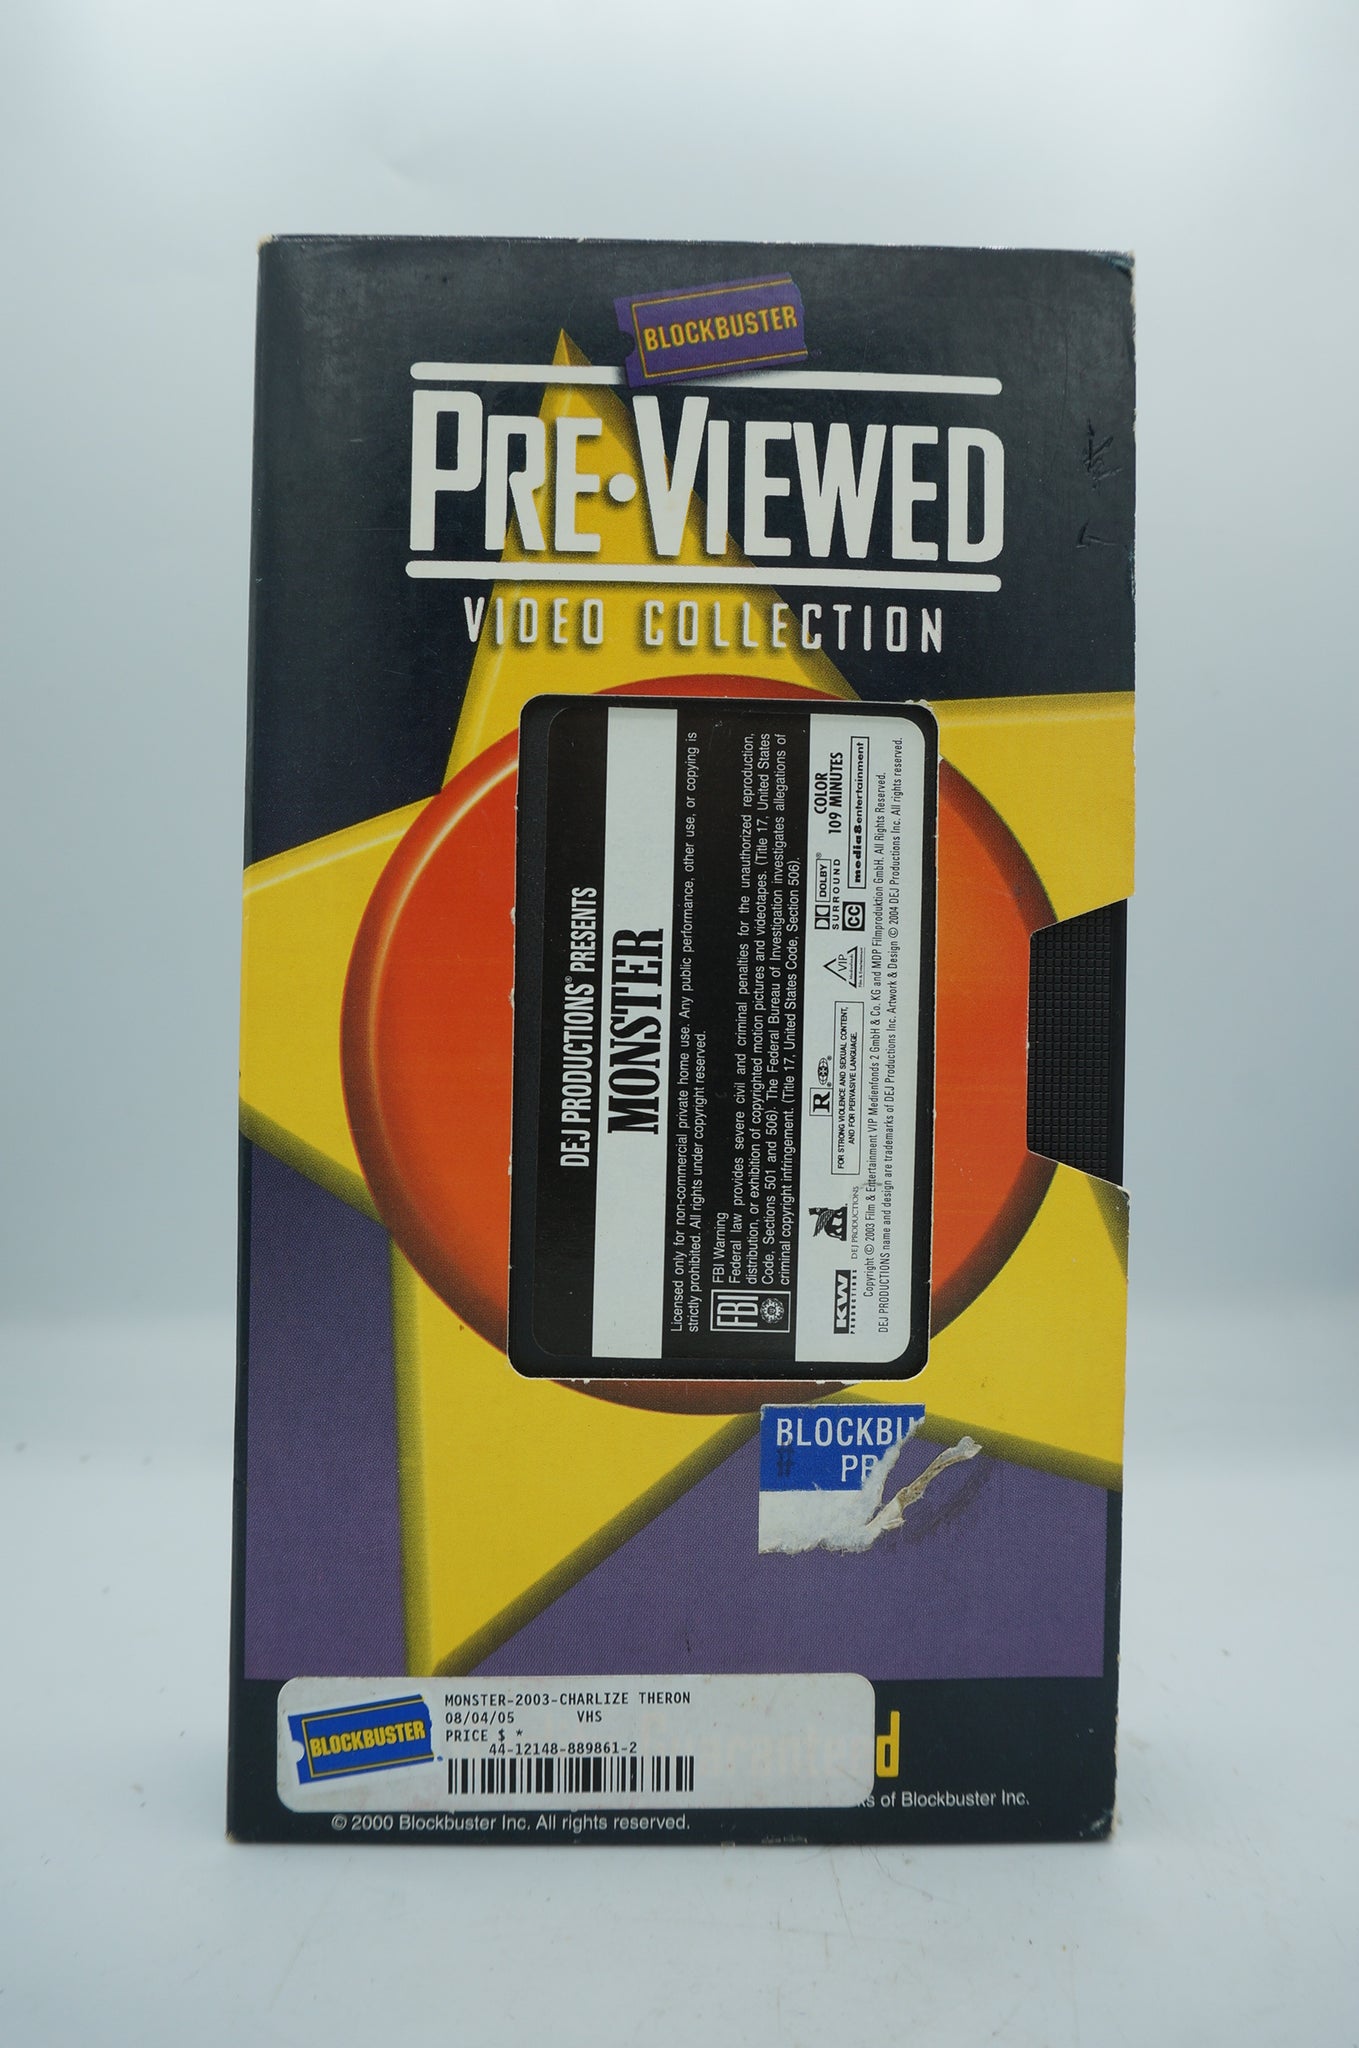 BLOCKBUSTER
PRE•VIEWED
VIDEO COLLECTION
DEJ PRODUCTIONS® PRESENTS
MONSTER
Licensed only for non-commercial private home use. Any public performance, other use, or copying is
strictly prohibited. All rights under copyright reserved.
FBI
FBI Warning
Federal law provides severe civil and criminal penalties for the unauthorized reproduction,
distribution, or exhibition of copyrighted motion pictures and videotapes. (Title 17, United States
Code, Sections 501 and 506). The Federal Bureau of Investigation investigates allegations of
criminal copyright infringement. (Title 17, United States Code, Section 506).
KW
PRODUCTIONS
DEJ PRODUCTIONS
R
FOR STRONG VIOLENCE AND SEXUAL CONTENT,
AND FOR PERVASIVE LANGUAGE.
VIP
DOLBY®
SURROUND
CC
COLOR
109 MINUTES
media8entertainment
Copyright © 2003 Film & Entertainment VIP Medienfonds 2 GmbH & Co. KG and MDP Filmproduktion GmbH. All Rights Reserved.
DEJ PRODUCTIONS name and design are trademarks of DEJ Productions Inc. Artwork & Design © 2004 DEJ Productions Inc. All rights reserved.
BLOCKBU
PR
BLOCKBUSTER
MONSTER-2003-CHARLIZE THERON
08/04/05 VHS
PRICE $ *
44-12148-889861-2
d
ks of Blockbuster Inc.
© 2000 Blockbuster Inc. All rights reserved.